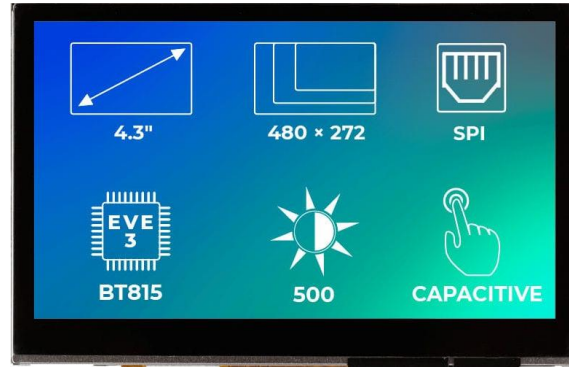 4.3"
480 × 272
SPI
EVE
3
BT815
500
CAPACITIVE